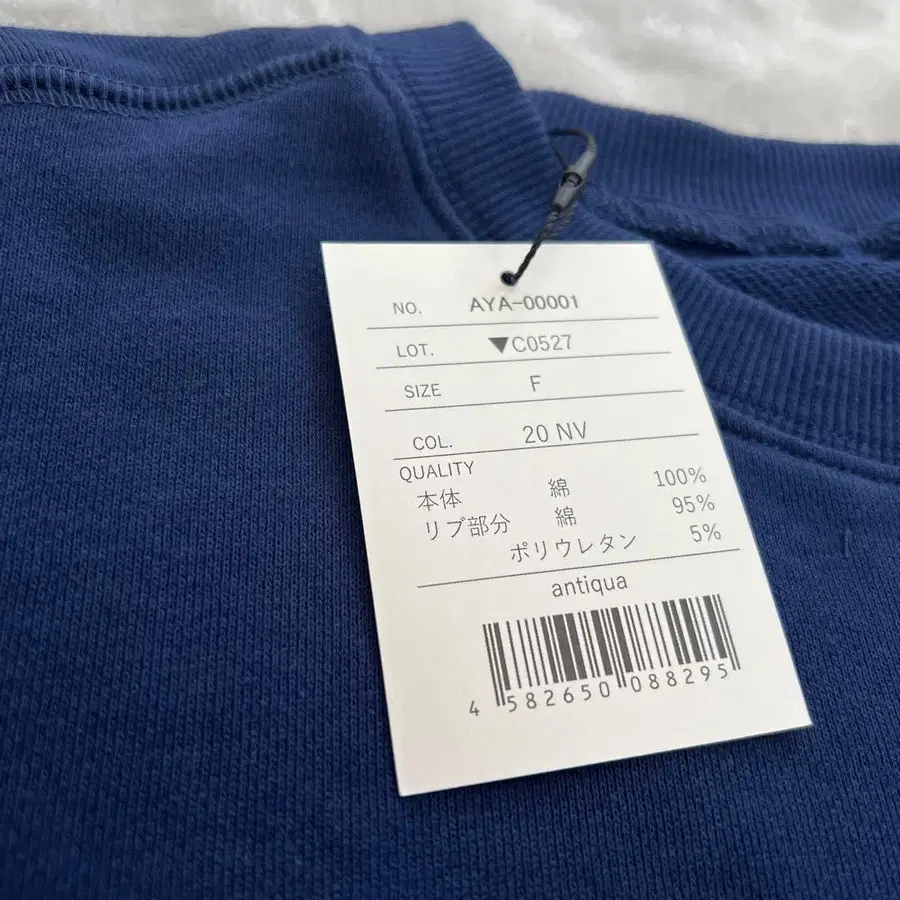 NO. AYA-00001
LOT. ▼C0527
SIZE F
COL. 20 NV
QUALITY
本体 綿 100%
リブ部分 綿 95%
ポリウレタン 5%
antiqua
4 582650 088295